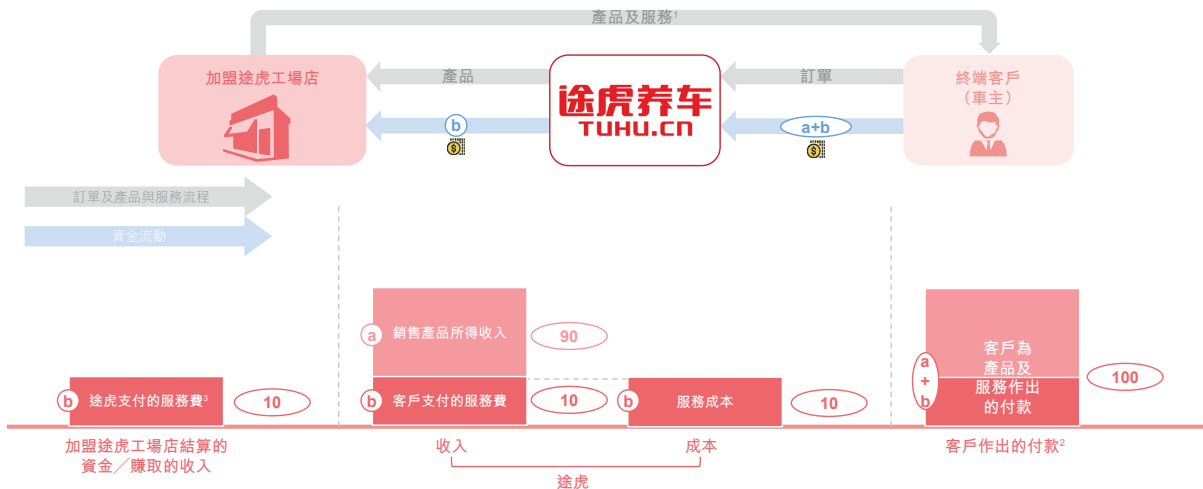 產品及服務¹
加盟途虎工場店
產品
途虎养车
TUHU.CN
訂單
終端客戶
（車主）
b
a+b
訂單及產品與服務流程
資金流動
a
銷售產品所得收入
90
b
途虎支付的服務費³
10
b
客戶支付的服務費
10
b
服務成本
10
a
+
b
客戶為
產品及
服務作出
的付款
100
加盟途虎工場店結算的
資金／賺取的收入
收入
成本
客戶作出的付款²
途虎